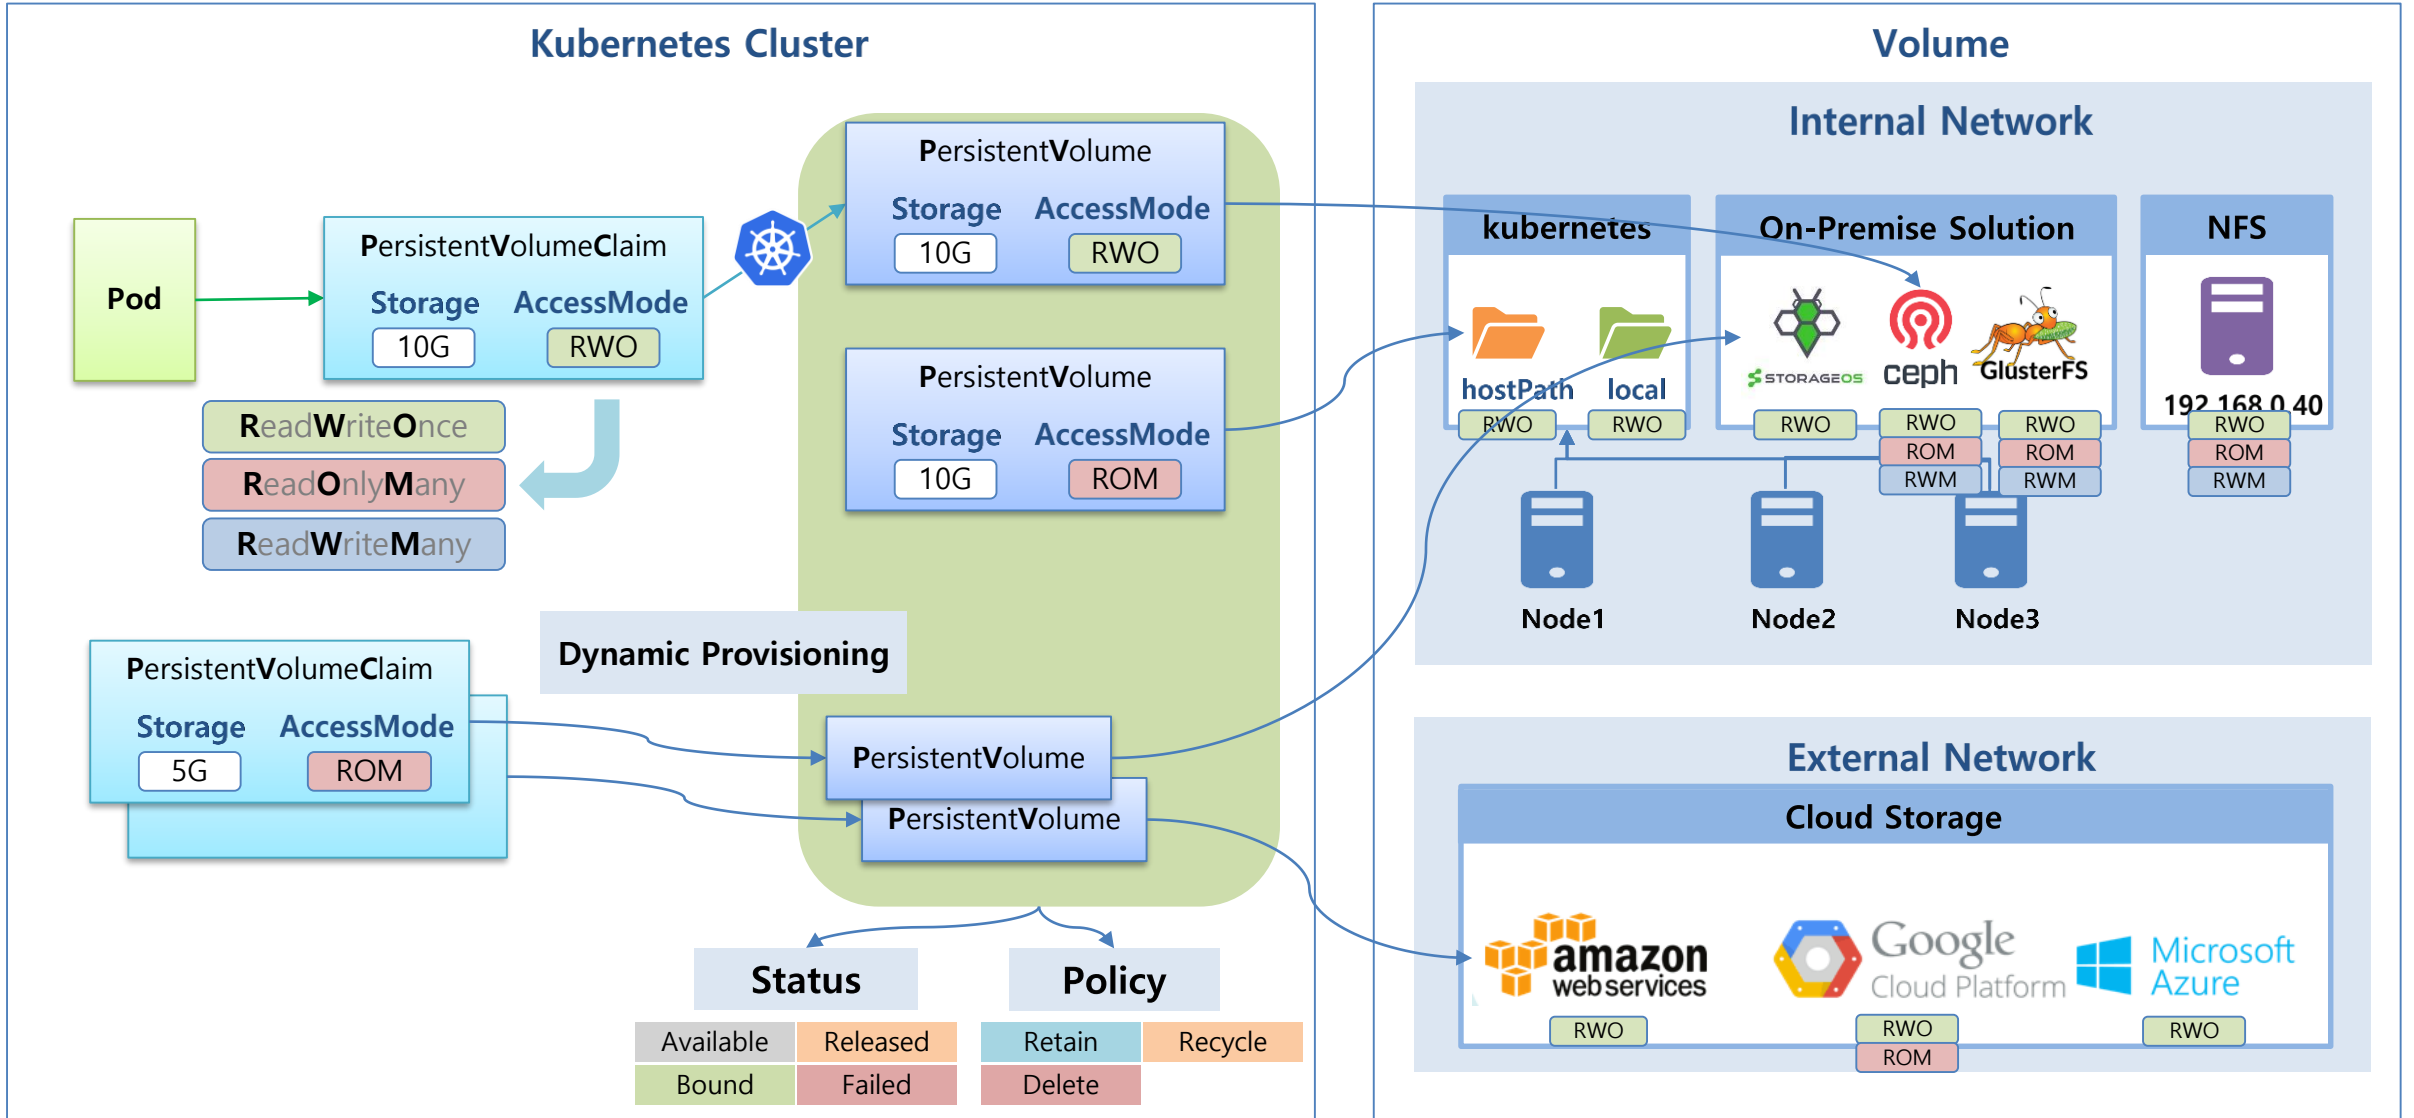 Kubernetes Cluster
PersistentVolume
Storage AccessMode
10G RWO
Pod
PersistentVolumeClaim
Storage AccessMode
10G RWO
ReadWriteOnce
ReadOnlyMany
ReadWriteMany
PersistentVolume
Storage AccessMode
10G ROM
Dynamic Provisioning
PersistentVolumeClaim
Storage AccessMode
5G ROM
PersistentVolume
PersistentVolume
Status
Available Released
Bound Failed
Policy
Retain Recycle
Delete
Volume
Internal Network
kubernetes
hostPath local
RWO RWO
On-Premise Solution
STORAGEOS ceph GlusterFS
RWO RWO RWO
ROM ROM
RWM RWM
NFS
192.168.0.40
RWO
ROM
RWM
Node1 Node2 Node3
External Network
Cloud Storage
amazon
webservices
Google
Cloud Platform
Microsoft
Azure
RWO RWO RWO
ROM